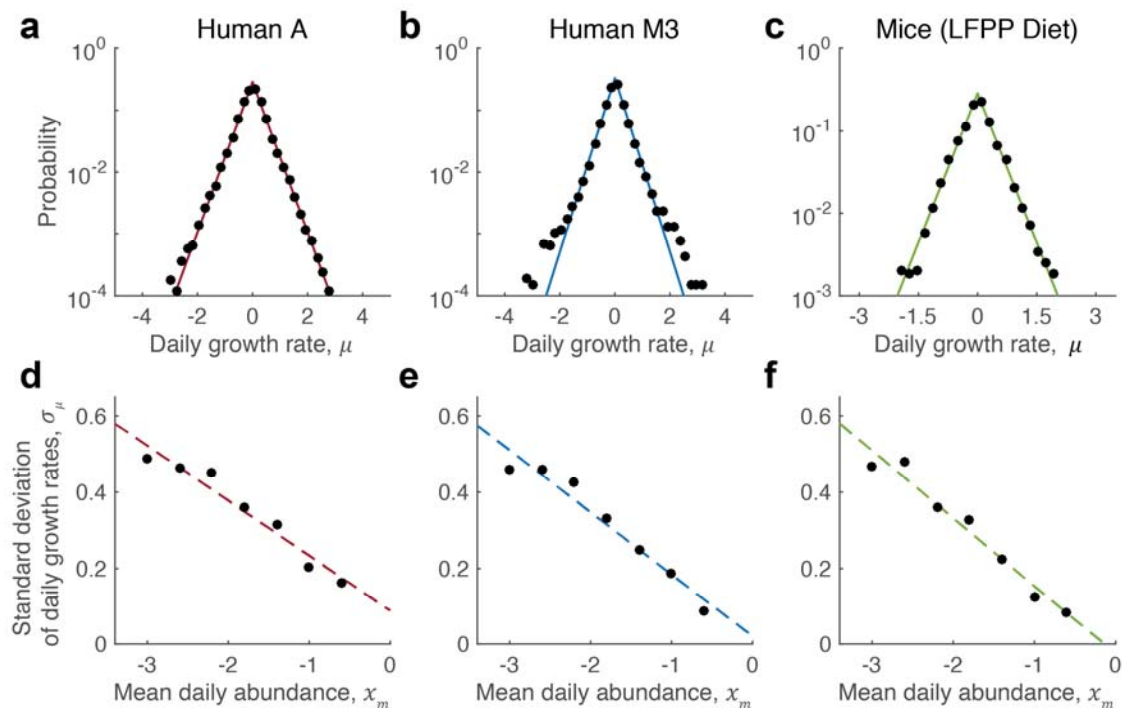 a Human A
b Human M3
c Mice (LFPP Diet)
Probability
10^0
10^-2
10^-4
-4 -2 0 2 4
Daily growth rate, μ
10^0
10^-2
10^-4
-4 -2 0 2 4
Daily growth rate, μ
10^0
10^-1
10^-2
10^-3
-3 -1.5 0 1.5 3
Daily growth rate, μ
d
Standard deviation
of daily growth rates, σ_μ
0.6
0.4
0.2
0
-3 -2 -1 0
Mean daily abundance, x_m
e
0.6
0.4
0.2
0
-3 -2 -1 0
Mean daily abundance, x_m
f
0.6
0.4
0.2
0
-3 -2 -1 0
Mean daily abundance, x_m